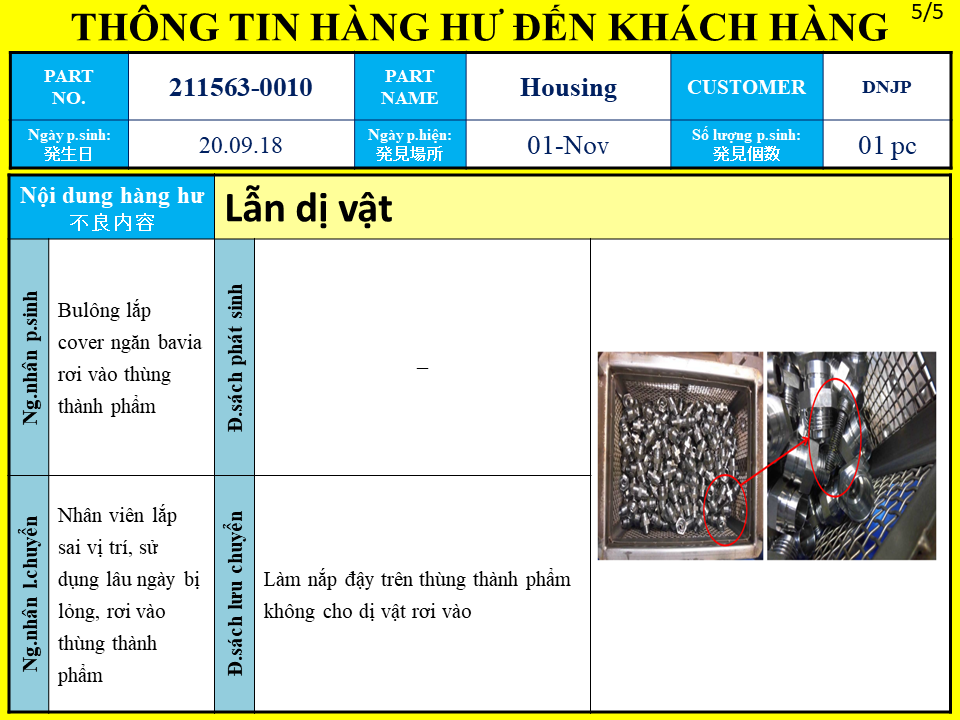 5/5
THÔNG TIN HÀNG HƯ ĐẾN KHÁCH HÀNG
PART
NO.
211563-0010
PART
NAME
Housing
CUSTOMER
DNJP
Ngày p.sinh:
発生日
20.09.18
Ngày p.hiện:
発見場所
01-Nov
Số lượng p.sinh:
発見個数
01 pc
Nội dung hàng hư
不良内容
Lẫn dị vật
Ng.nhân p.sinh
Bulông lắp
cover ngăn bavia
rơi vào thùng
thành phẩm
Đ.sách phát sinh
–
Ng.nhân l.chuyển
Nhân viên lắp
sai vị trí, sử
dụng lâu ngày bị
lỏng, rơi vào
thùng thành
phẩm
Đ.sách lưu chuyển
Làm nắp đậy trên thùng thành phẩm
không cho dị vật rơi vào